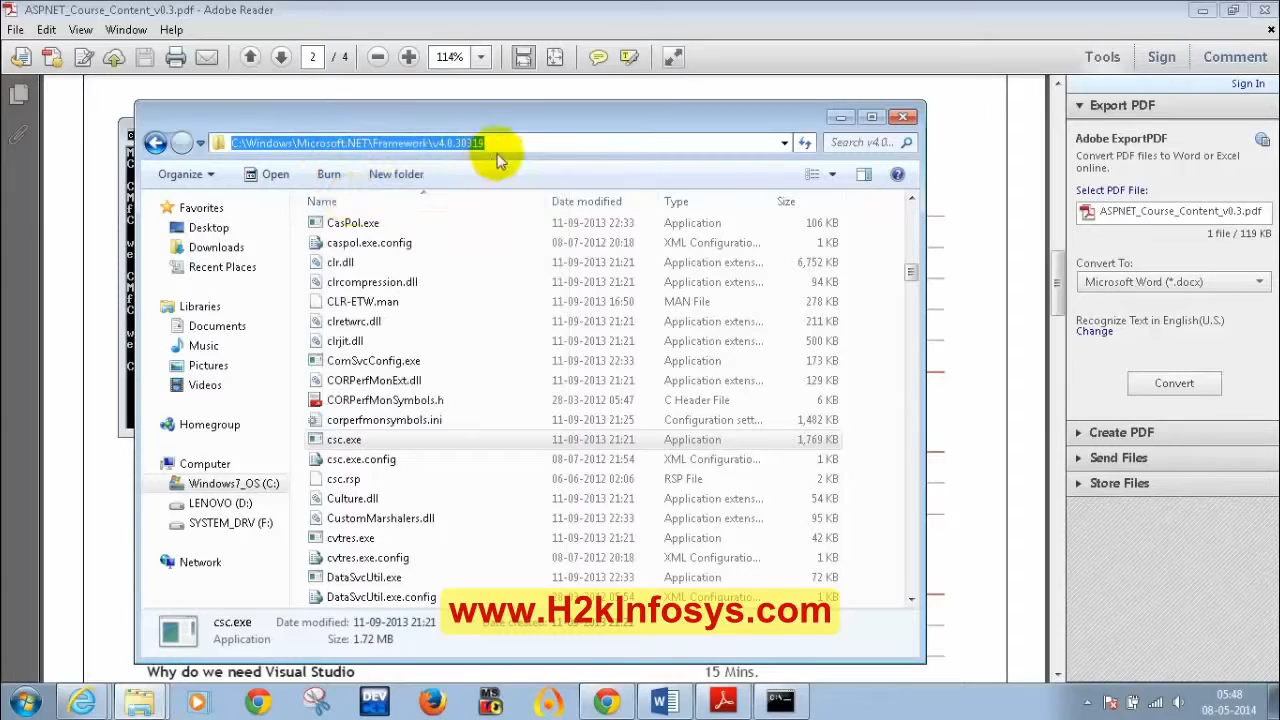 ASPNET_Course_Content_v0.3.pdf - Adobe Reader
File Edit View Window Help
2 / 4
114%
Tools Sign Comment
Sign In
Export PDF
Adobe ExportPDF
Convert PDF files to Word or Excel
online.
Select PDF File:
ASPNET_Course_Content_v0.3.pdf
1 file / 119 KB
Convert To:
Microsoft Word (*.docx)
Recognize Text in English(U.S.)
Change
Convert
Create PDF
Send Files
Store Files
C:\Windows\Microsoft.NET\Framework\v4.0.30319
Search v4.0....
Organize Open Burn New folder
Name Date modified Type Size
Favorites
Desktop
Downloads
Recent Places
Libraries
Documents
Music
Pictures
Videos
Homegroup
Computer
Windows7_OS (C:)
LENOVO (D:)
SYSTEM_DRV (F:)
Network
CasPol.exe 11-09-2013 22:33 Application 106 KB
caspol.exe.config 08-07-2012 20:18 XML Configuratio... 1 KB
clr.dll 11-09-2013 21:21 Application extens... 6,752 KB
clrcompression.dll 11-09-2013 21:21 Application extens... 94 KB
CLR-ETW.man 11-09-2013 16:50 MAN File 278 KB
clretwrc.dll 11-09-2013 21:21 Application extens... 211 KB
clrjit.dll 11-09-2013 21:21 Application extens... 500 KB
ComSvcConfig.exe 11-09-2013 22:33 Application 173 KB
CORPerfMonExt.dll 11-09-2013 21:21 Application extens... 129 KB
CORPerfMonSymbols.h 28-03-2012 05:47 C Header File 6 KB
corperfmonsymbols.ini 11-09-2013 21:25 Configuration sett... 1,482 KB
csc.exe 11-09-2013 21:21 Application 1,769 KB
csc.exe.config 08-07-2012 21:54 XML Configuratio... 1 KB
csc.rsp 06-06-2012 02:06 RSP File 2 KB
Culture.dll 11-09-2013 21:21 Application extens... 54 KB
CustomMarshalers.dll 11-09-2013 22:33 Application extens... 95 KB
cvtres.exe 11-09-2013 21:21 Application 42 KB
cvtres.exe.config 08-07-2012 20:18 XML Configuratio... 1 KB
DataSvcUtil.exe 11-09-2013 22:33 Application 72 KB
DataSvcUtil.exe.config
www.H2kInfosys.com
csc.exe Date modified: 11-09-2013 21:21
Application Size: 1.72 MB
Why do we need Visual Studio 15 Mins.
DEV
MS
05:48
08-05-2014